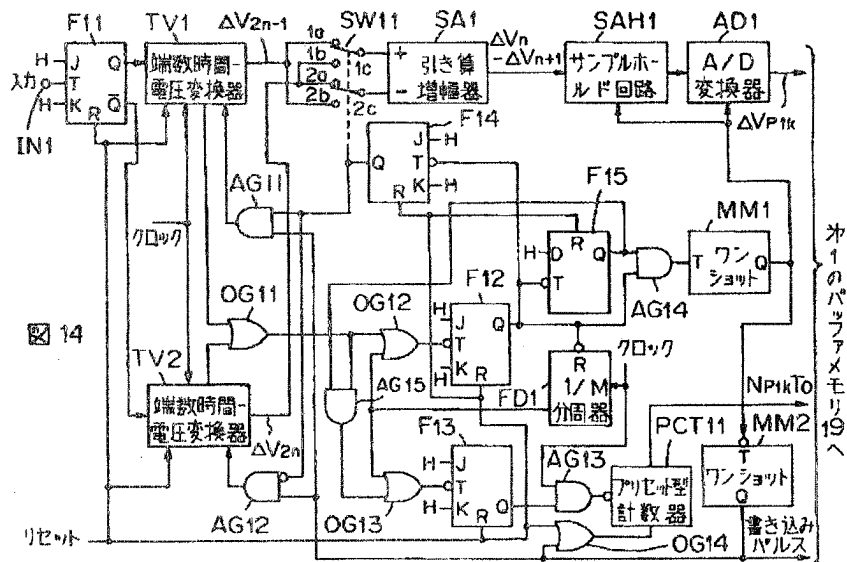 F11
TV1
ΔV2n-1
SW11
SA1
SAH1
AD1
H
J
Q
入力
T
H
K
Q̅
R
IN1
端数時間-
電圧変換器
1a
1b
2a
2b
1c
2c
+
-
引き算
増幅器
ΔVn
-ΔVn+1
サンプルホー
ルド回路
A/D
変換器
ΔVP1k
F14
Q
J
H
T
K
H
R
AG11
クロック
F15
H
D
R
Q
T
AG14
MM1
T
ワン
ショット
Q
OG11
OG12
F12
H
J
Q
T
K
H
R
図14
TV2
端数時間-
電圧変換器
ΔV2n
AG15
FD1
R
1/M
分周器
クロック
NP1kTo
F13
H
J
T
H
K
Q
R
AG13
PCT11
プリセット型
計数器
MM2
T
ワンショット
Q
AG12
OG13
OG14
リセット
書き込み
パルス
第1のバッファメモリ19へ